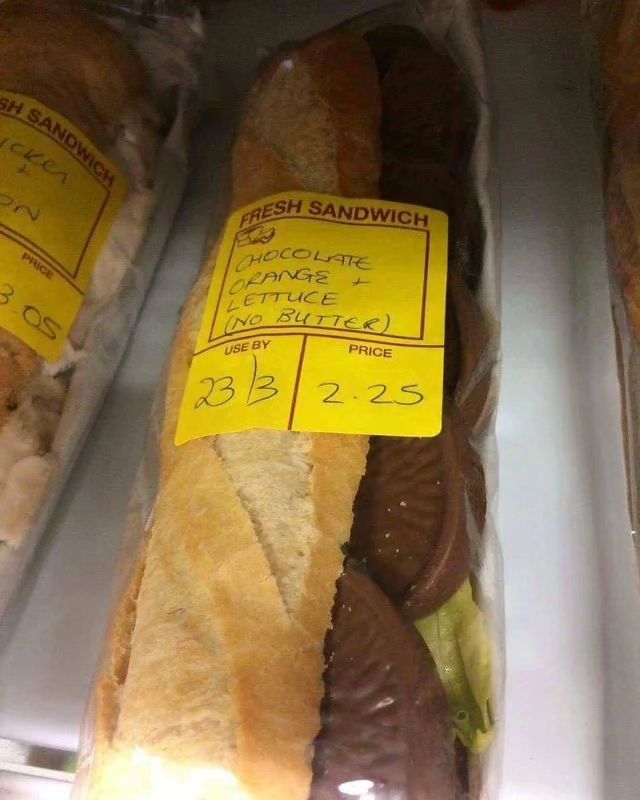 SH SANDWICH
+
ON
PRICE
3.05
FRESH SANDWICH
CHOCOLATE
ORANGE +
LETTUCE
(NO BUTTER)
USE BY
PRICE
23/3
2.25